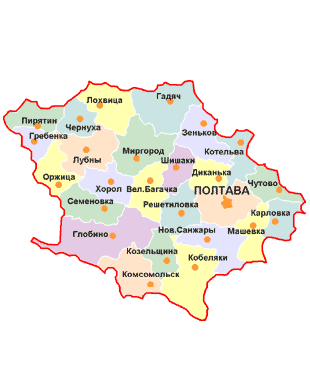 Гадяч
Лохвица
Пирятин
Чернуха
Гребенка
Зеньков
Миргород
Котельва
Лубны
Шишаки
Диканька
Оржица
Чутово
Хорол
Вел.Багачка
ПОЛТАВА
Семеновка
Решетиловка
Карловка
Глобино
Нов.Санжары
Машевка
Козельщина
Кобеляки
Комсомольск